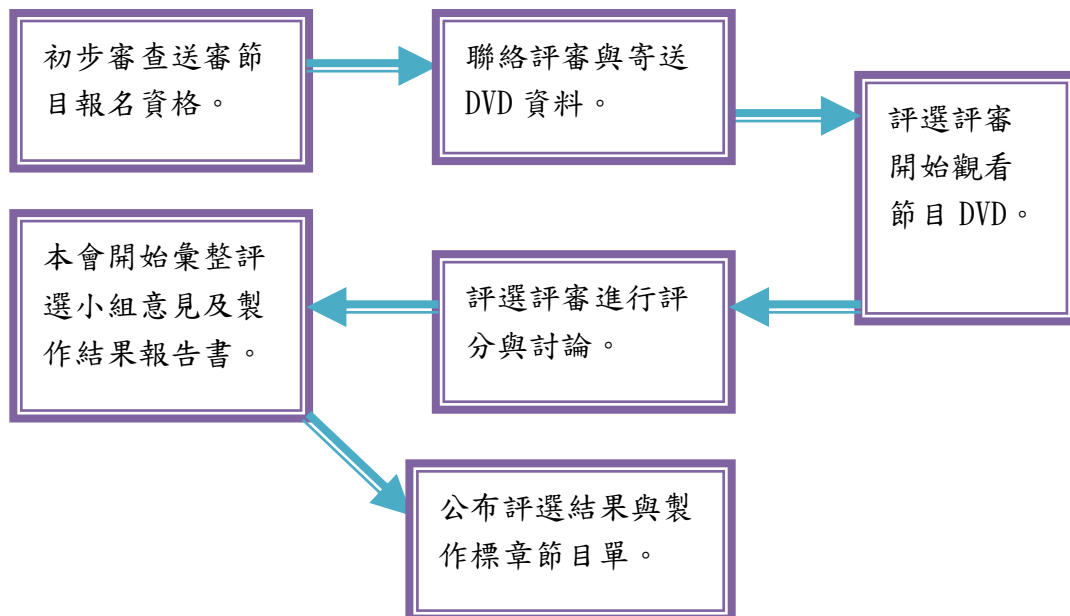 初步審查送審節
目報名資格。
聯絡評審與寄送
DVD 資料。
評選評審
開始觀看
節目 DVD。
評選評審進行評
分與討論。
本會開始彙整評
選小組意見及製
作結果報告書。
公布評選結果與製
作標章節目單。